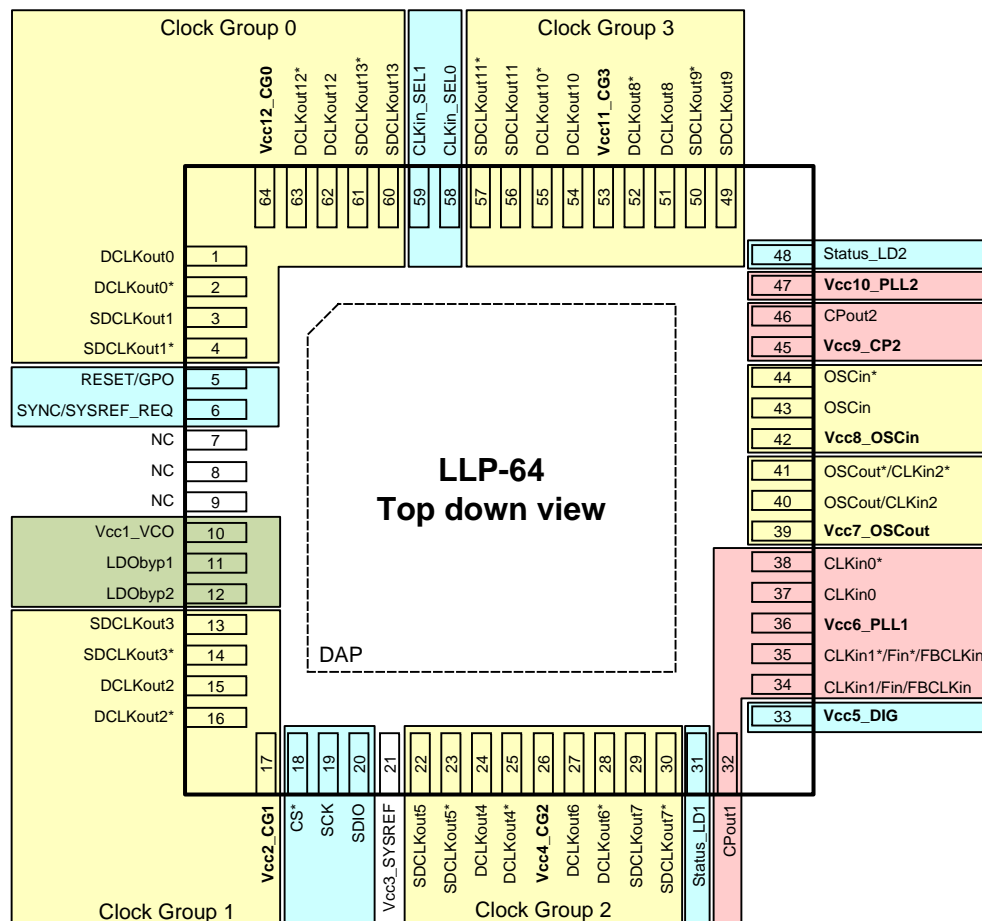 Clock Group 0
Clock Group 3
Vcc12_CG0
DCLKout12*
DCLKout12
SDCLKout13*
SDCLKout13
CLKin_SEL1
CLKin_SEL0
SDCLKout11*
SDCLKout11
DCLKout10*
DCLKout10
Vcc11_CG3
DCLKout8*
DCLKout8
SDCLKout9*
SDCLKout9
64
63
62
61
60
59
58
57
56
55
54
53
52
51
50
49
DCLKout0 1
DCLKout0* 2
SDCLKout1 3
SDCLKout1* 4
RESET/GPO 5
SYNC/SYSREF_REQ 6
NC 7
NC 8
NC 9
Vcc1_VCO 10
LDObyp1 11
LDObyp2 12
SDCLKout3 13
SDCLKout3* 14
DCLKout2 15
DCLKout2* 16
LLP-64
Top down view
DAP
48 Status_LD2
47 Vcc10_PLL2
46 CPout2
45 Vcc9_CP2
44 OSCin*
43 OSCin
42 Vcc8_OSCin
41 OSCout*/CLKin2*
40 OSCout/CLKin2
39 Vcc7_OSCout
38 CLKin0*
37 CLKin0
36 Vcc6_PLL1
35 CLKin1*/Fin*/FBCLKin
34 CLKin1/Fin/FBCLKin
33 Vcc5_DIG
17
18
19
20
21
22
23
24
25
26
27
28
29
30
31
32
Vcc2_CG1
CS*
SCK
SDIO
Vcc3_SYSREF
SDCLKout5
SDCLKout5*
DCLKout4
DCLKout4*
Vcc4_CG2
DCLKout6
DCLKout6*
SDCLKout7
SDCLKout7*
Status_LD1
CPout1
Clock Group 1
Clock Group 2